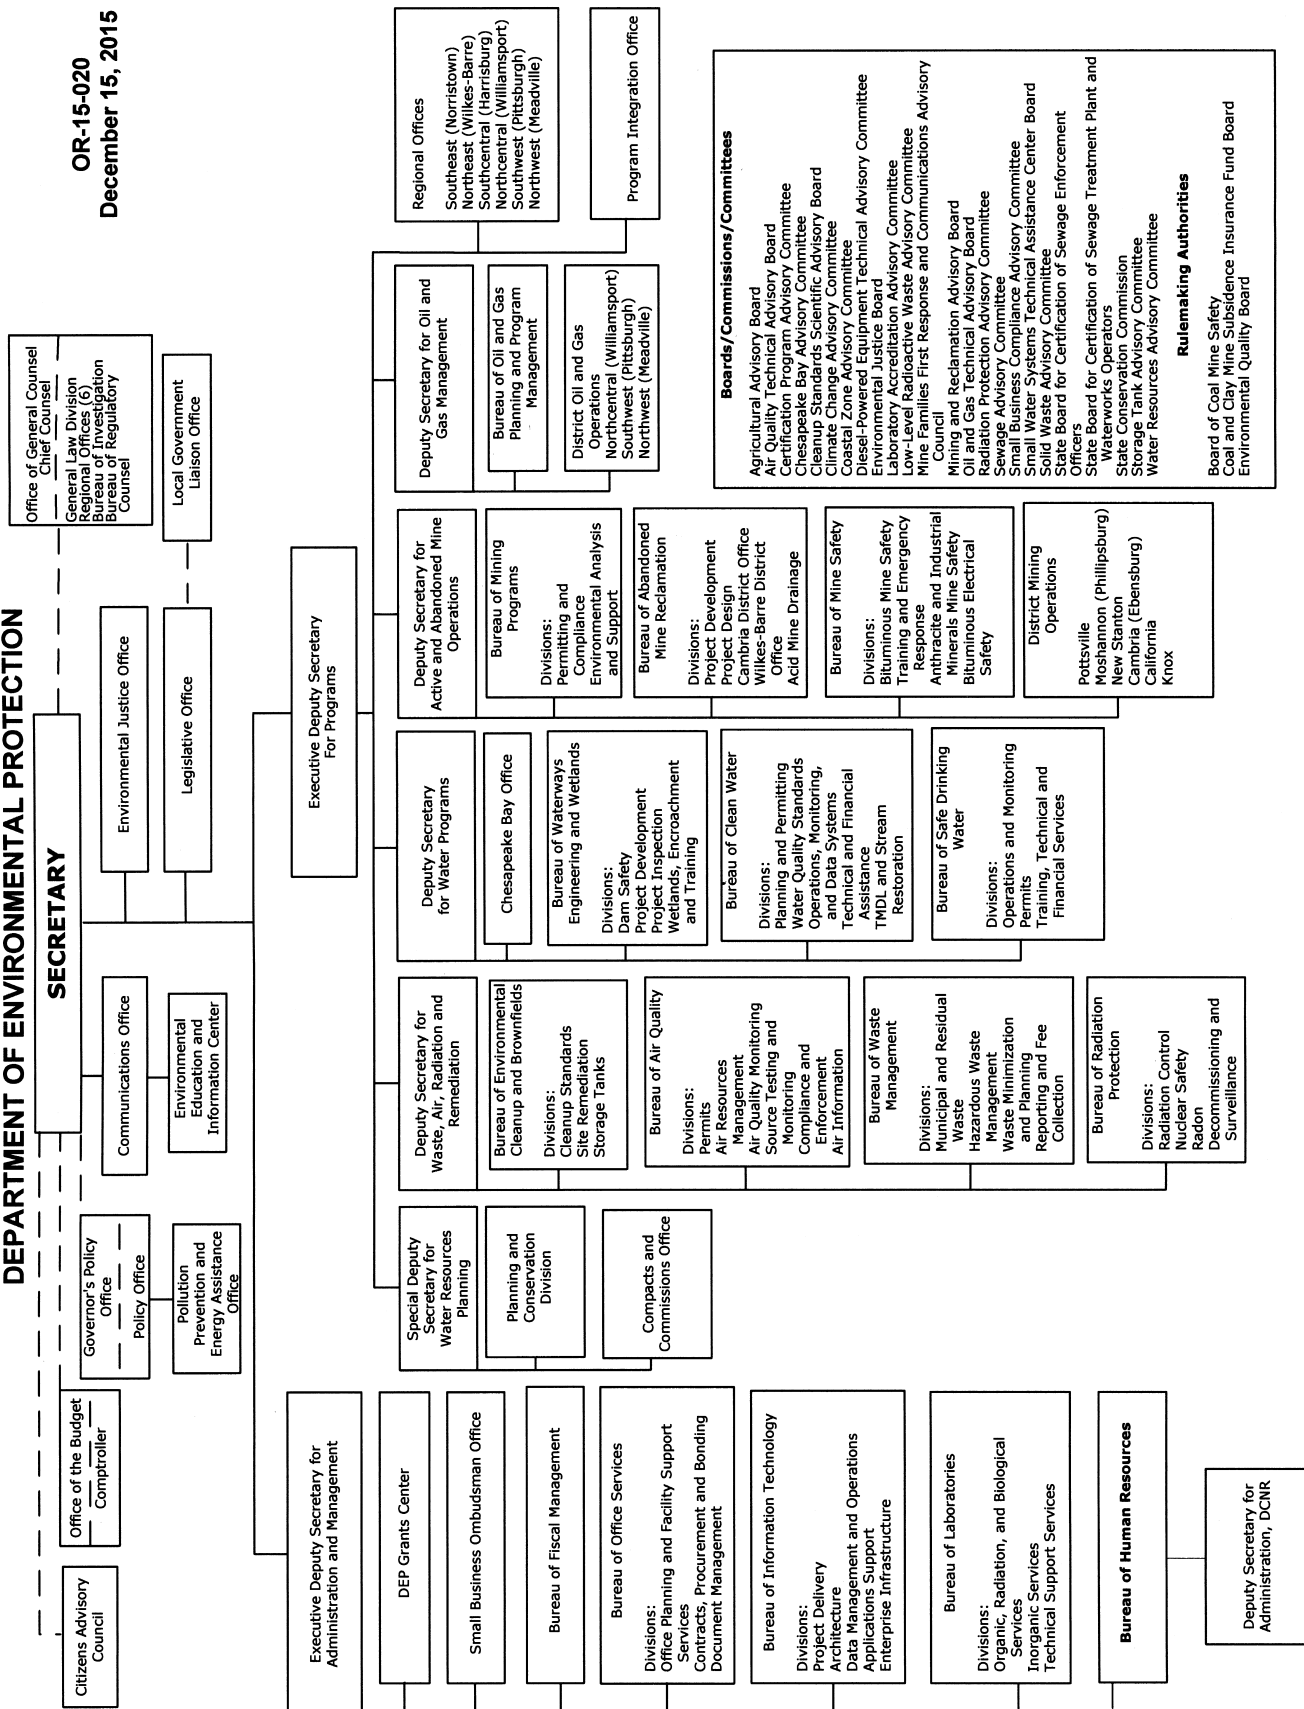 OR-15-020
December 15, 2015
DEPARTMENT OF ENVIRONMENTAL PROTECTION
SECRETARY
Citizens Advisory
Council
Office of the Budget
Comptroller
Governor's Policy
Office
Policy Office
Pollution
Prevention and
Energy Assistance
Office
Communications Office
Environmental
Education and
Information Center
Environmental Justice Office
Legislative Office
Office of General Counsel
Chief Counsel
General Law Division
Regional Offices (6)
Bureau of Investigation
Bureau of Regulatory
Counsel
Local Government
Liaison Office
Executive Deputy Secretary for
Administration and Management
DEP Grants Center
Small Business Ombudsman Office
Bureau of Fiscal Management
Bureau of Office Services
Divisions:
Office Planning and Facility Support
Services
Contracts, Procurement and Bonding
Document Management
Bureau of Information Technology
Divisions:
Project Delivery
Architecture
Data Management and Operations
Applications Support
Enterprise Infrastructure
Bureau of Laboratories
Divisions:
Organic, Radiation, and Biological
Services
Inorganic Services
Technical Support Services
Bureau of Human Resources
Deputy Secretary for
Administration, DCNR
Executive Deputy Secretary
For Programs
Special Deputy
Secretary for
Water Resources
Planning
Planning and
Conservation
Division
Compacts and
Commissions Office
Deputy Secretary for
Waste, Air, Radiation and
Remediation
Bureau of Environmental
Cleanup and Brownfields
Divisions:
Cleanup Standards
Site Remediation
Storage Tanks
Bureau of Air Quality
Divisions:
Permits
Air Resources
Management
Air Quality Monitoring
Source Testing and
Monitoring
Compliance and
Enforcement
Air Information
Bureau of Waste
Management
Divisions:
Municipal and Residual
Waste
Hazardous Waste
Management
Waste Minimization
and Planning
Reporting and Fee
Collection
Bureau of Radiation
Protection
Divisions:
Radiation Control
Nuclear Safety
Radon
Decommissioning and
Surveillance
Deputy Secretary
for Water Programs
Chesapeake Bay Office
Bureau of Waterways
Engineering and Wetlands
Divisions:
Dam Safety
Project Development
Project Inspection
Wetlands, Encroachment
and Training
Bureau of Clean Water
Divisions:
Planning and Permitting
Water Quality Standards
Operations, Monitoring,
and Data Systems
Technical and Financial
Assistance
TMDL and Stream
Restoration
Bureau of Safe Drinking
Water
Divisions:
Operations and Monitoring
Permits
Training, Technical and
Financial Services
Deputy Secretary for
Active and Abandoned Mine
Operations
Bureau of Mining
Programs
Divisions:
Permitting and
Compliance
Environmental Analysis
and Support
Bureau of Abandoned
Mine Reclamation
Divisions:
Project Development
Project Design
Cambria District Office
Wilkes-Barre District
Office
Acid Mine Drainage
Bureau of Mine Safety
Divisions:
Bituminous Mine Safety
Training and Emergency
Response
Anthracite and Industrial
Minerals Mine Safety
Bituminous Electrical
Safety
District Mining
Operations
Pottsville
Moshannon (Phillipsburg)
New Stanton
Cambria (Ebensburg)
California
Knox
Deputy Secretary for Oil and
Gas Management
Bureau of Oil and Gas
Planning and Program
Management
District Oil and Gas
Operations
Northcentral (Williamsport)
Southwest (Pittsburgh)
Northwest (Meadville)
Regional Offices
Southeast (Norristown)
Northeast (Wilkes-Barre)
Southcentral (Harrisburg)
Northcentral (Williamsport)
Southwest (Pittsburgh)
Northwest (Meadville)
Program Integration Office
Boards/Commissions/Committees
Agricultural Advisory Board
Air Quality Technical Advisory Board
Certification Program Advisory Committee
Chesapeake Bay Advisory Committee
Cleanup Standards Scientific Advisory Board
Climate Change Advisory Committee
Coastal Zone Advisory Committee
Diesel-Powered Equipment Technical Advisory Committee
Environmental Justice Board
Laboratory Accreditation Advisory Committee
Low-Level Radioactive Waste Advisory Committee
Mine Families First Response and Communications Advisory
Council
Mining and Reclamation Advisory Board
Oil and Gas Technical Advisory Board
Radiation Protection Advisory Committee
Sewage Advisory Committee
Small Business Compliance Advisory Committee
Small Water Systems Technical Assistance Center Board
Solid Waste Advisory Committee
State Board for Certification of Sewage Enforcement
Officers
State Board for Certification of Sewage Treatment Plant and
Waterworks Operators
State Conservation Commission
Storage Tank Advisory Committee
Water Resources Advisory Committee
Rulemaking Authorities
Board of Coal Mine Safety
Coal and Clay Mine Subsidence Insurance Fund Board
Environmental Quality Board